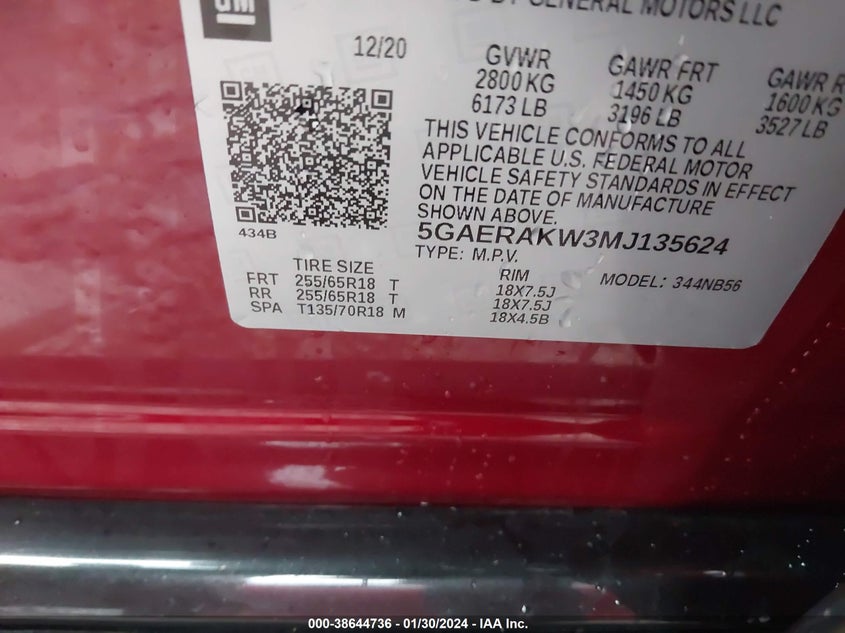 GM
BY GENERAL MOTORS LLC
12/20 GVWR GAWR FRT GAWR R
2800 KG 1450 KG 1600 KG
6173 LB 3196 LB 3527 LB
THIS VEHICLE CONFORMS TO ALL
APPLICABLE U.S. FEDERAL MOTOR
VEHICLE SAFETY STANDARDS IN EFFECT
ON THE DATE OF MANUFACTURE
SHOWN ABOVE.
434B 5GAERAKW3MJ135624
TYPE: M.P.V. MODEL: 344NB56
TIRE SIZE RIM
FRT 255/65R18 T 18X7.5J
RR 255/65R18 T 18X7.5J
SPA T135/70R18 M 18X4.5B
000-38644736 - 01/30/2024 - IAA Inc.